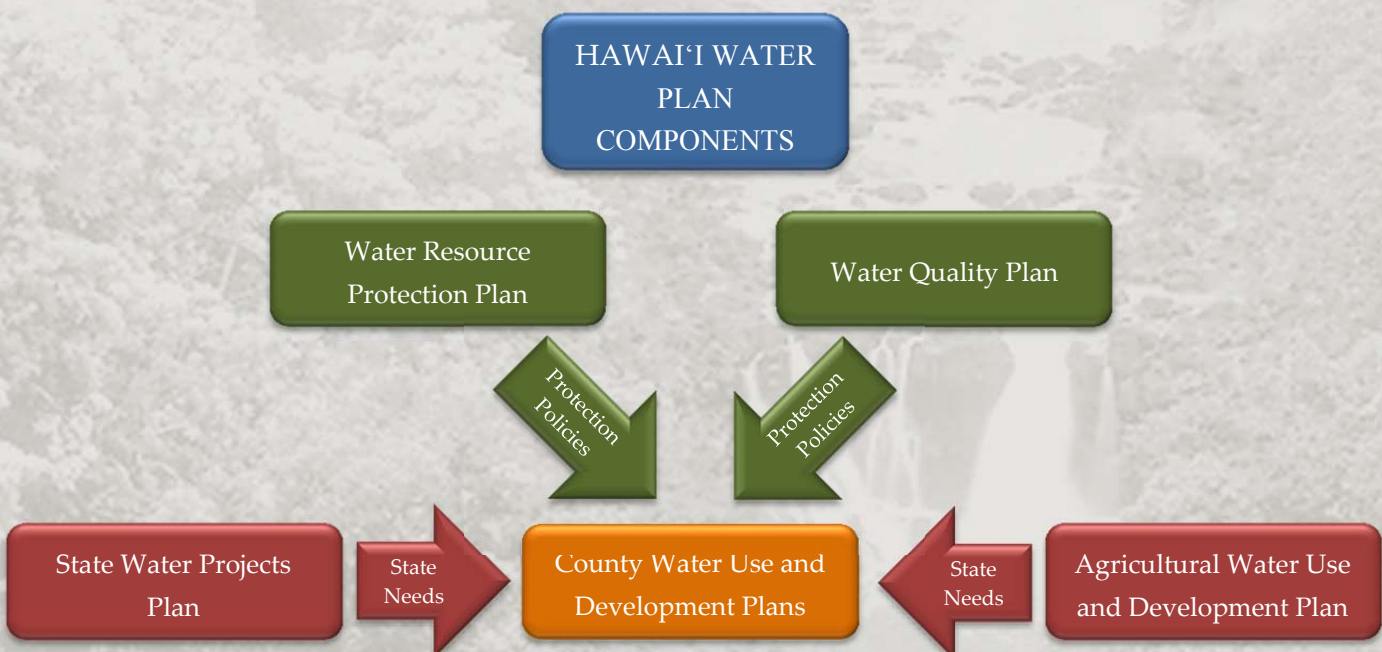 HAWAI‘I WATER
PLAN
COMPONENTS
Water Resource
Protection Plan
Water Quality Plan
Protection
Policies
Protection
Policies
State Water Projects
Plan
State
Needs
County Water Use and
Development Plans
State
Needs
Agricultural Water Use
and Development Plan